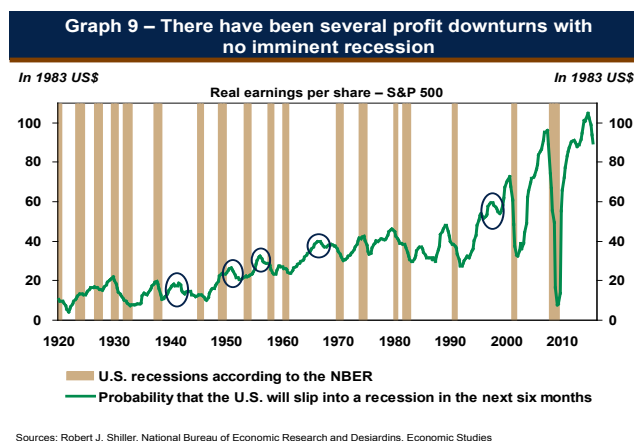 Graph 9 – There have been several profit downturns with
no imminent recession
In 1983 US$ In 1983 US$
Real earnings per share – S&P 500
100 100
80 80
60 60
40 40
20 20
0 0
1920 1930 1940 1950 1960 1970 1980 1990 2000 2010
U.S. recessions according to the NBER
Probability that the U.S. will slip into a recession in the next six months
Sources: Robert J. Shiller, National Bureau of Economic Research and Desjardins, Economic Studies